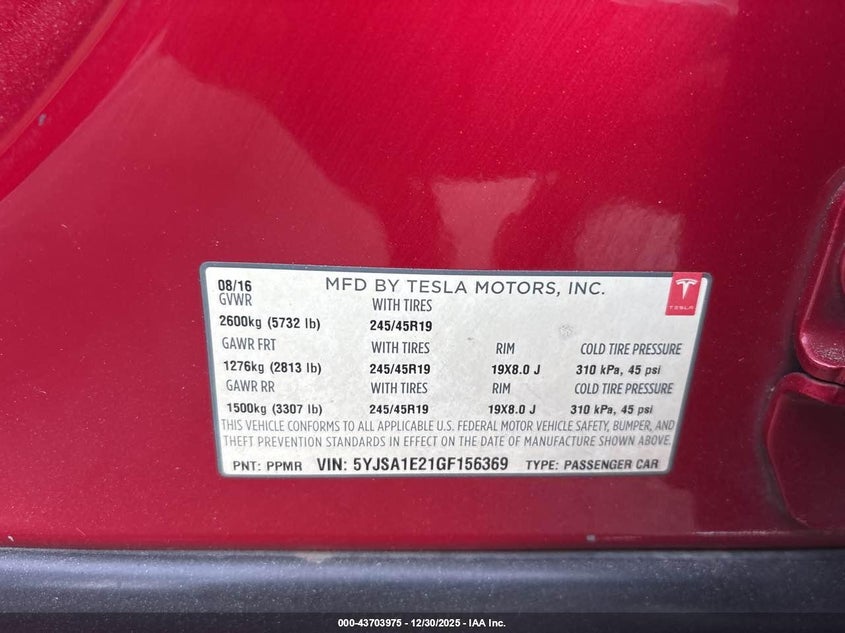 08/16 MFD BY TESLA MOTORS, INC.
GVWR WITH TIRES
TESLA
2600kg (5732 lb) 245/45R19
GAWR FRT WITH TIRES RIM COLD TIRE PRESSURE
1276kg (2813 lb) 245/45R19 19X8.0 J 310 kPa, 45 psi
GAWR RR WITH TIRES RIM COLD TIRE PRESSURE
1500kg (3307 lb) 245/45R19 19X8.0 J 310 kPa, 45 psi
THIS VEHICLE CONFORMS TO ALL APPLICABLE U.S. FEDERAL MOTOR VEHICLE SAFETY, BUMPER, AND
THEFT PREVENTION STANDARDS IN EFFECT ON THE DATE OF MANUFACTURE SHOWN ABOVE.
PNT: PPMR VIN: 5YJSA1E21GF156369 TYPE: PASSENGER CAR
000-43703975 - 12/30/2025 - IAA Inc.